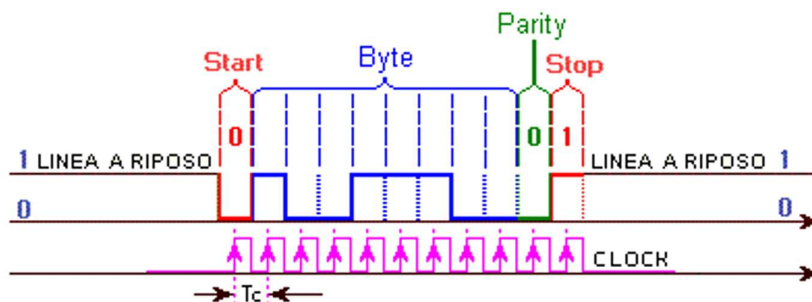 Parity
Start Byte Stop
0 0 1
1 LINEA A RIPOSO LINEA A RIPOSO 1
0 0
CLOCK
Tc